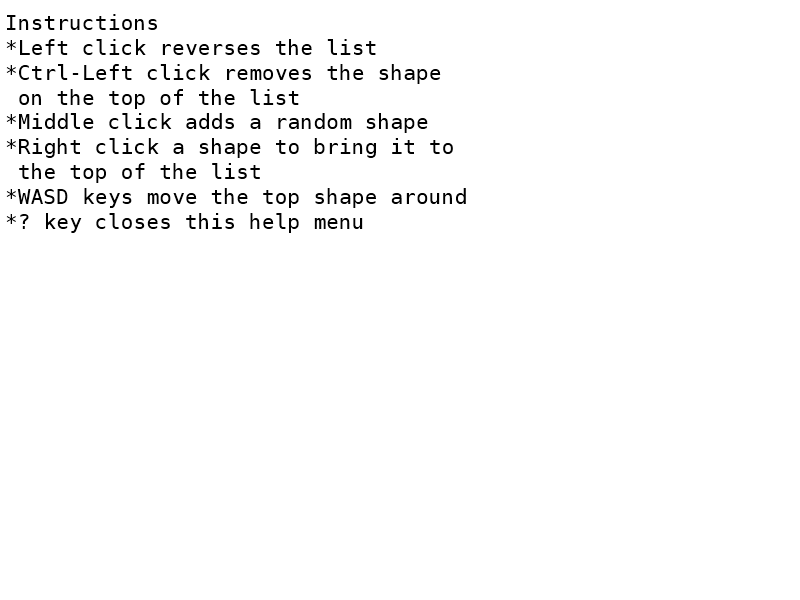 Instructions
*Left click reverses the list
*Ctrl-Left click removes the shape
on the top of the list
*Middle click adds a random shape
*Right click a shape to bring it to
the top of the list
*WASD keys move the top shape around
*? key closes this help menu